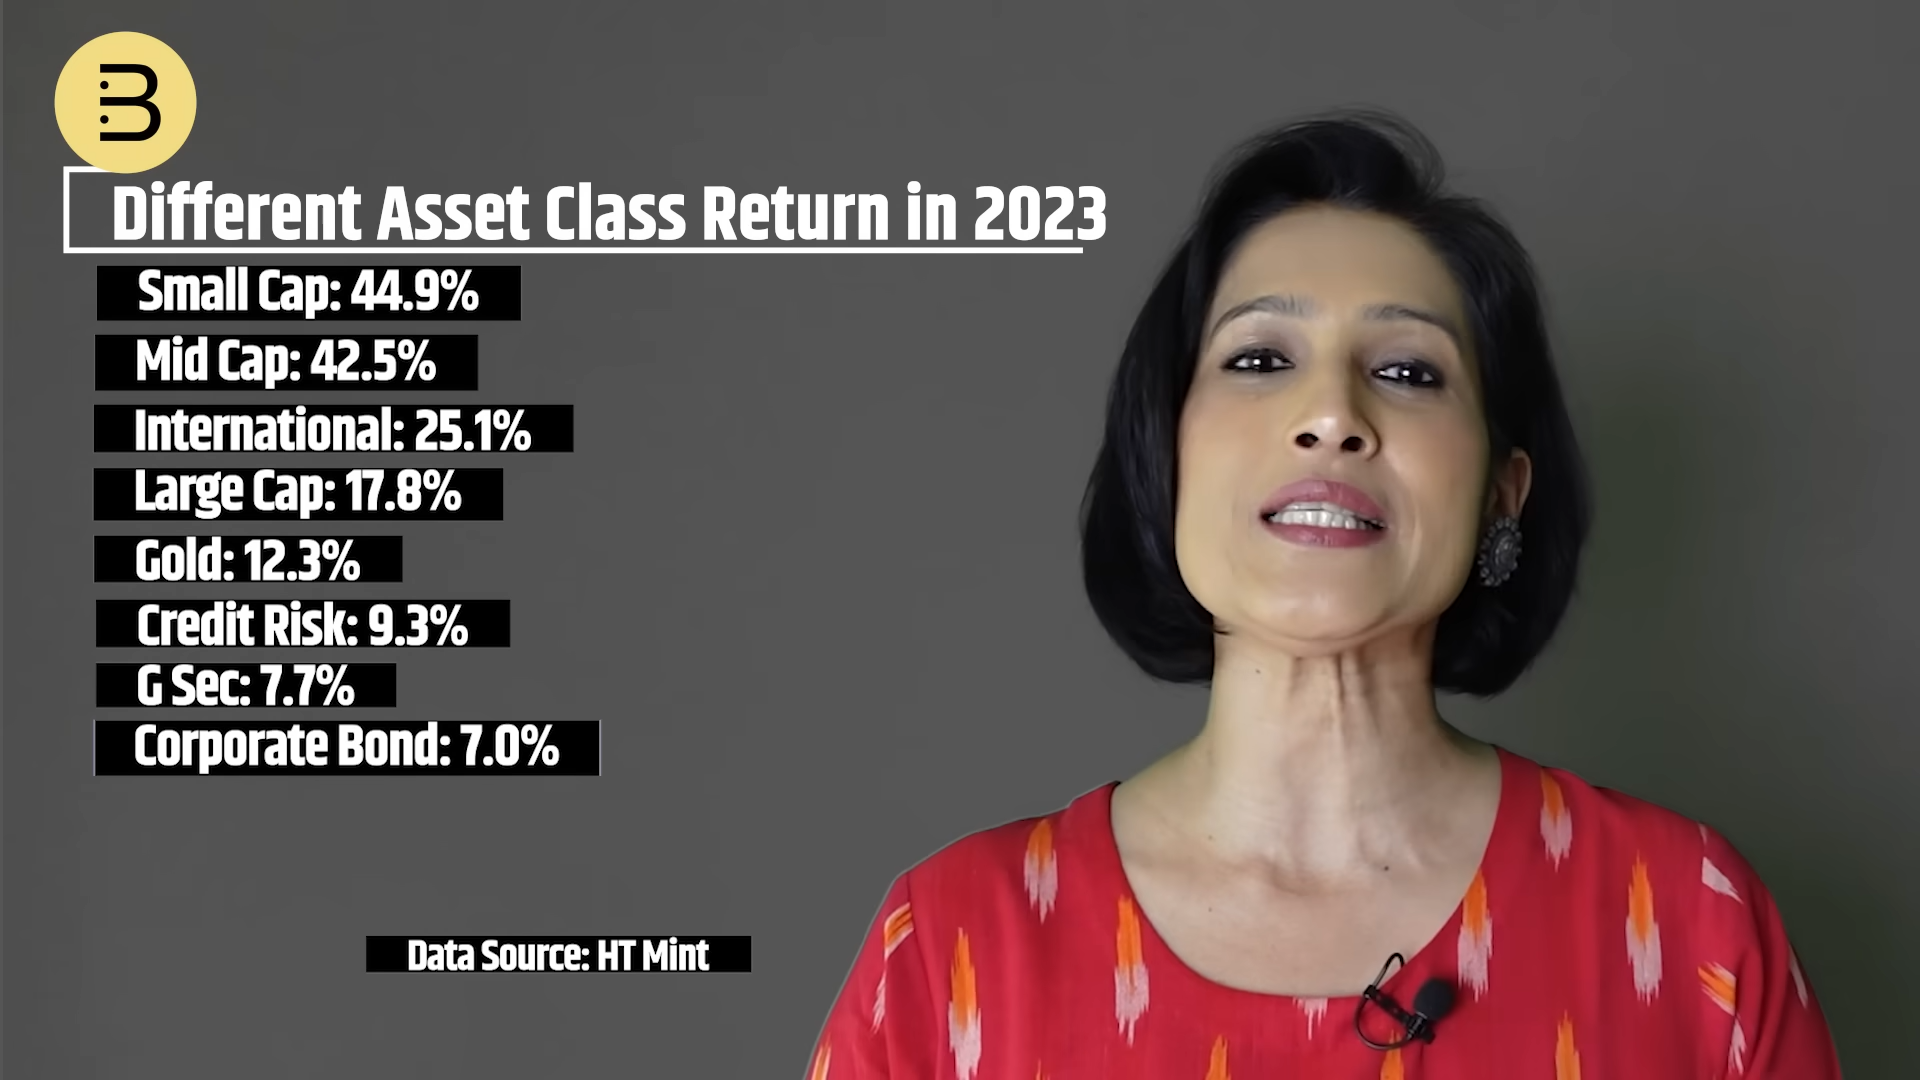 B
Different Asset Class Return in 2023
Small Cap: 44.9%
Mid Cap: 42.5%
International: 25.1%
Large Cap: 17.8%
Gold: 12.3%
Credit Risk: 9.3%
G Sec: 7.7%
Corporate Bond: 7.0%
Data Source: HT Mint